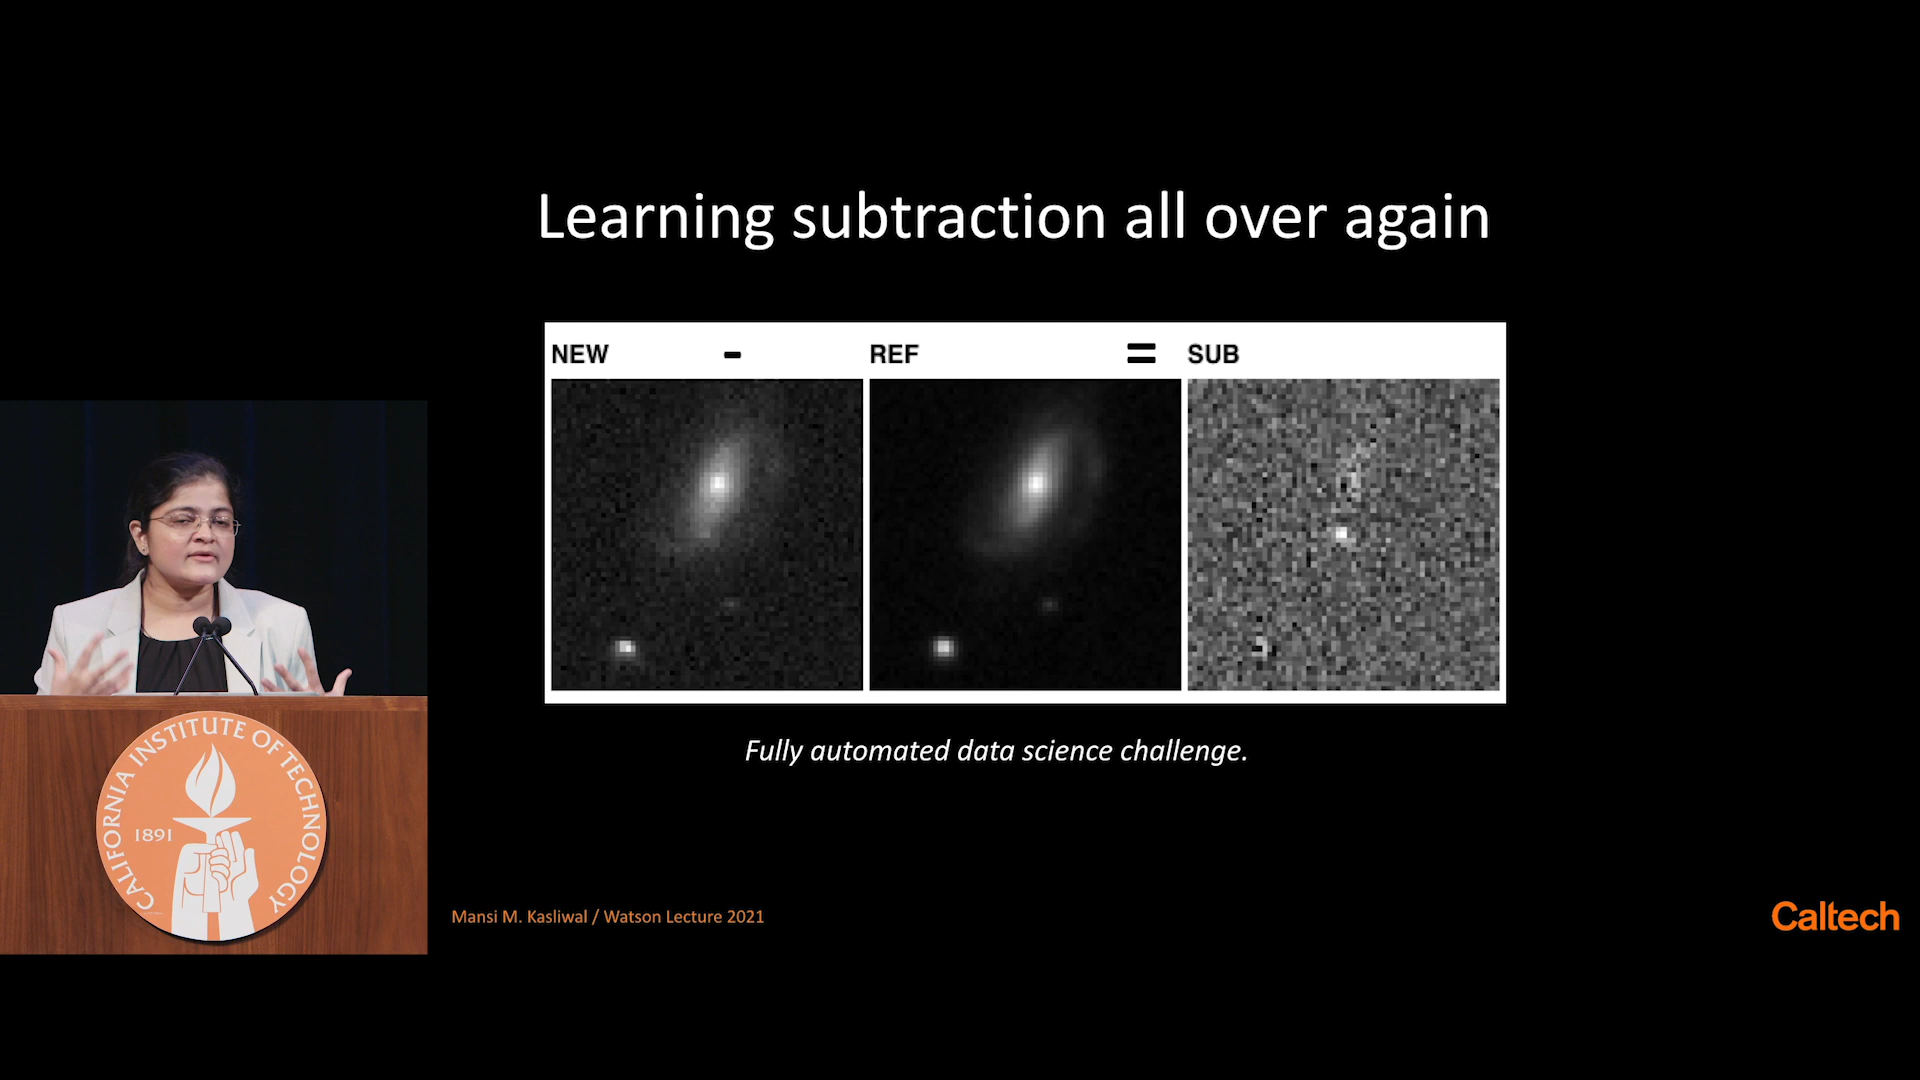 Learning subtraction all over again
NEW - REF = SUB
Fully automated data science challenge.
CALIFORNIA INSTITUTE OF TECHNOLOGY
1891
Mansi M. Kasliwal / Watson Lecture 2021
Caltech